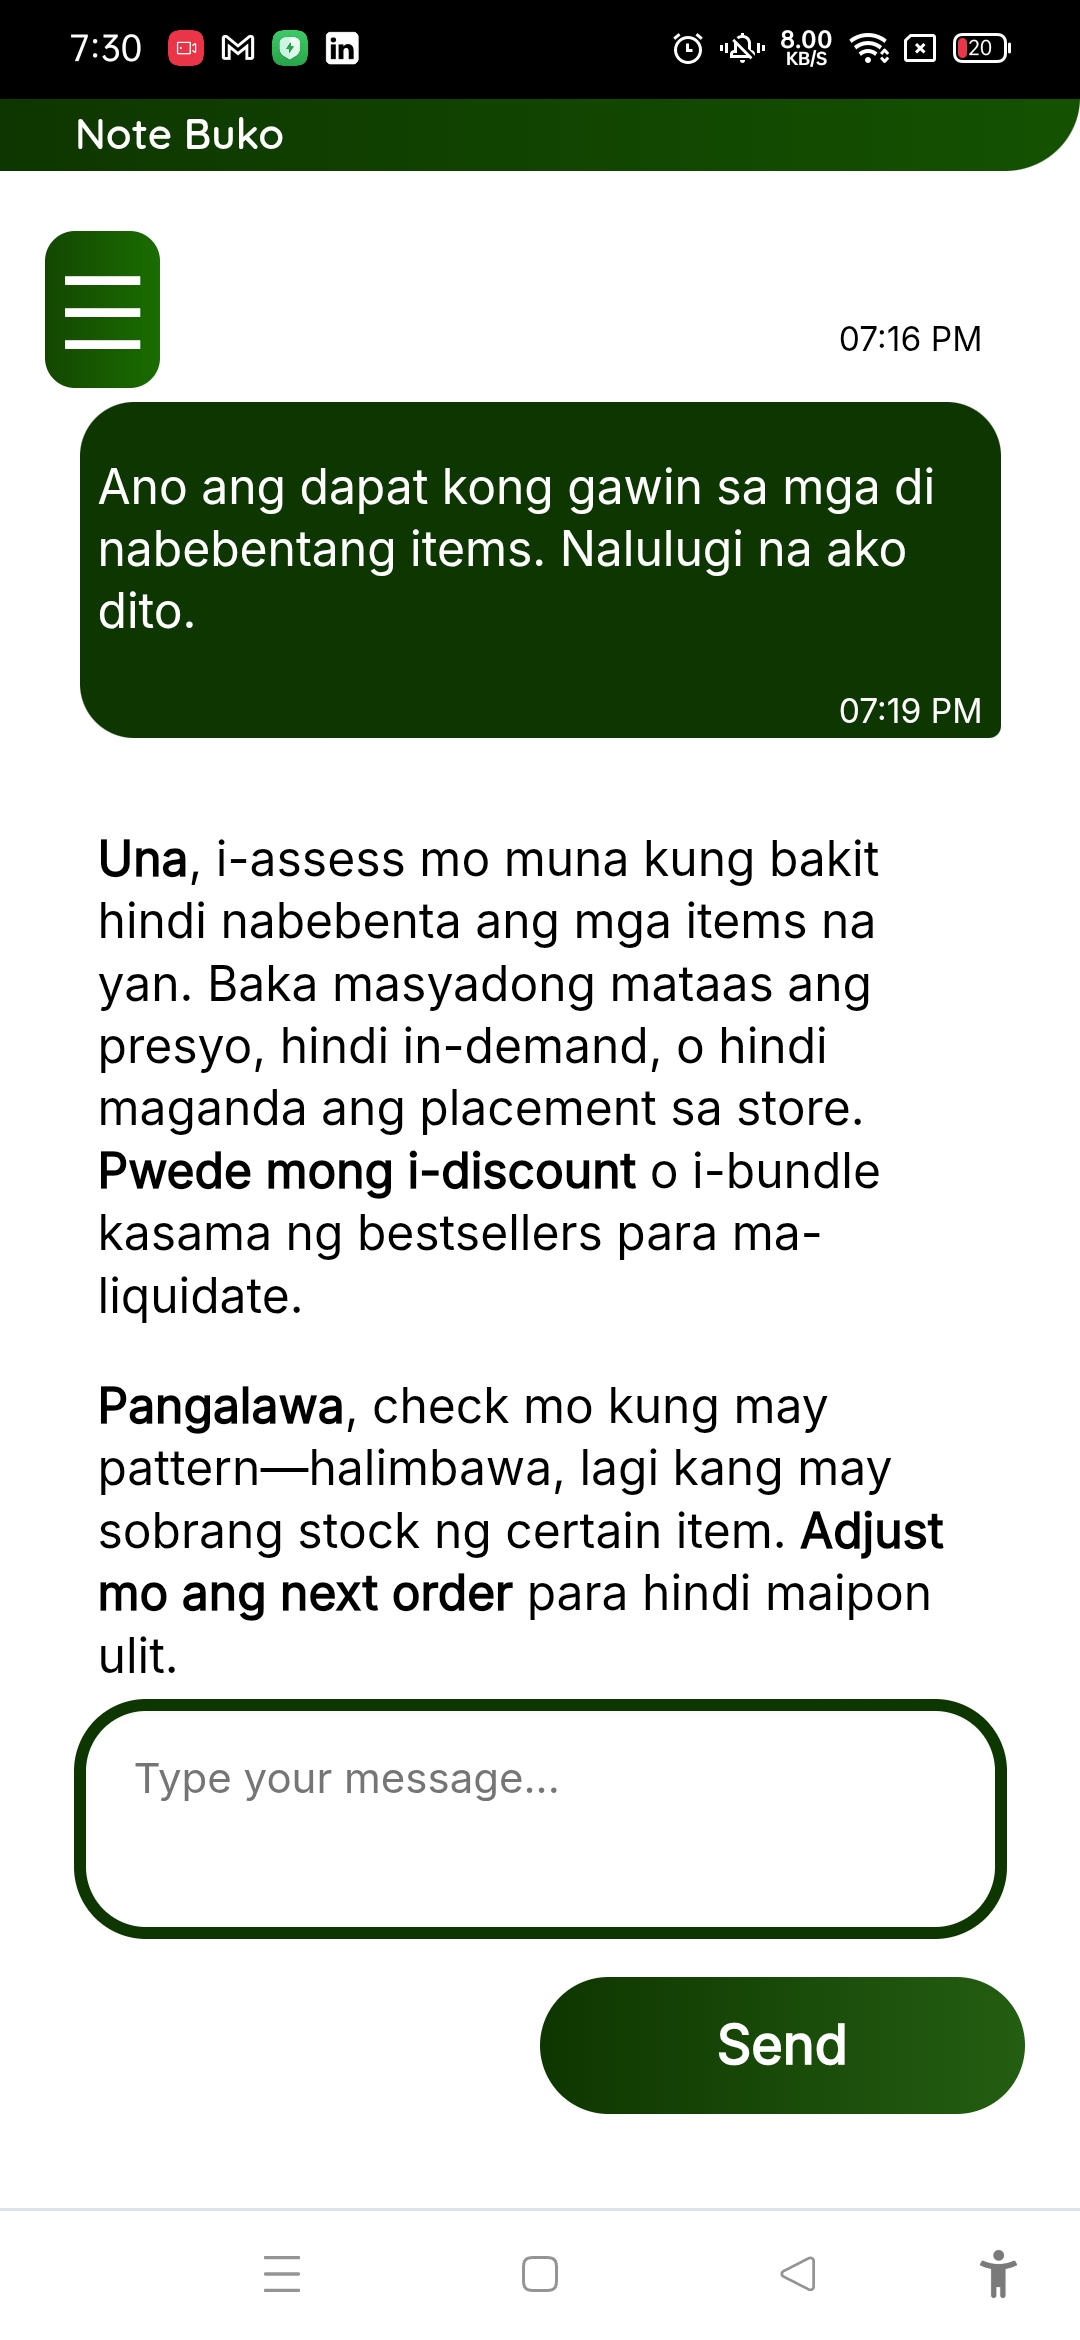 7:30
8.00
KB/S
20
Note Buko
07:16 PM
Ano ang dapat kong gawin sa mga di
nabebentang items. Nalulugi na ako
dito.
07:19 PM
Una, i-assess mo muna kung bakit
hindi nabebenta ang mga items na
yan. Baka masyadong mataas ang
presyo, hindi in-demand, o hindi
maganda ang placement sa store.
Pwede mong i-discount o i-bundle
kasama ng bestsellers para ma-
liquidate.
Pangalawa, check mo kung may
pattern—halimbawa, lagi kang may
sobrang stock ng certain item. Adjust
mo ang next order para hindi maipon
ulit.
Type your message...
Send